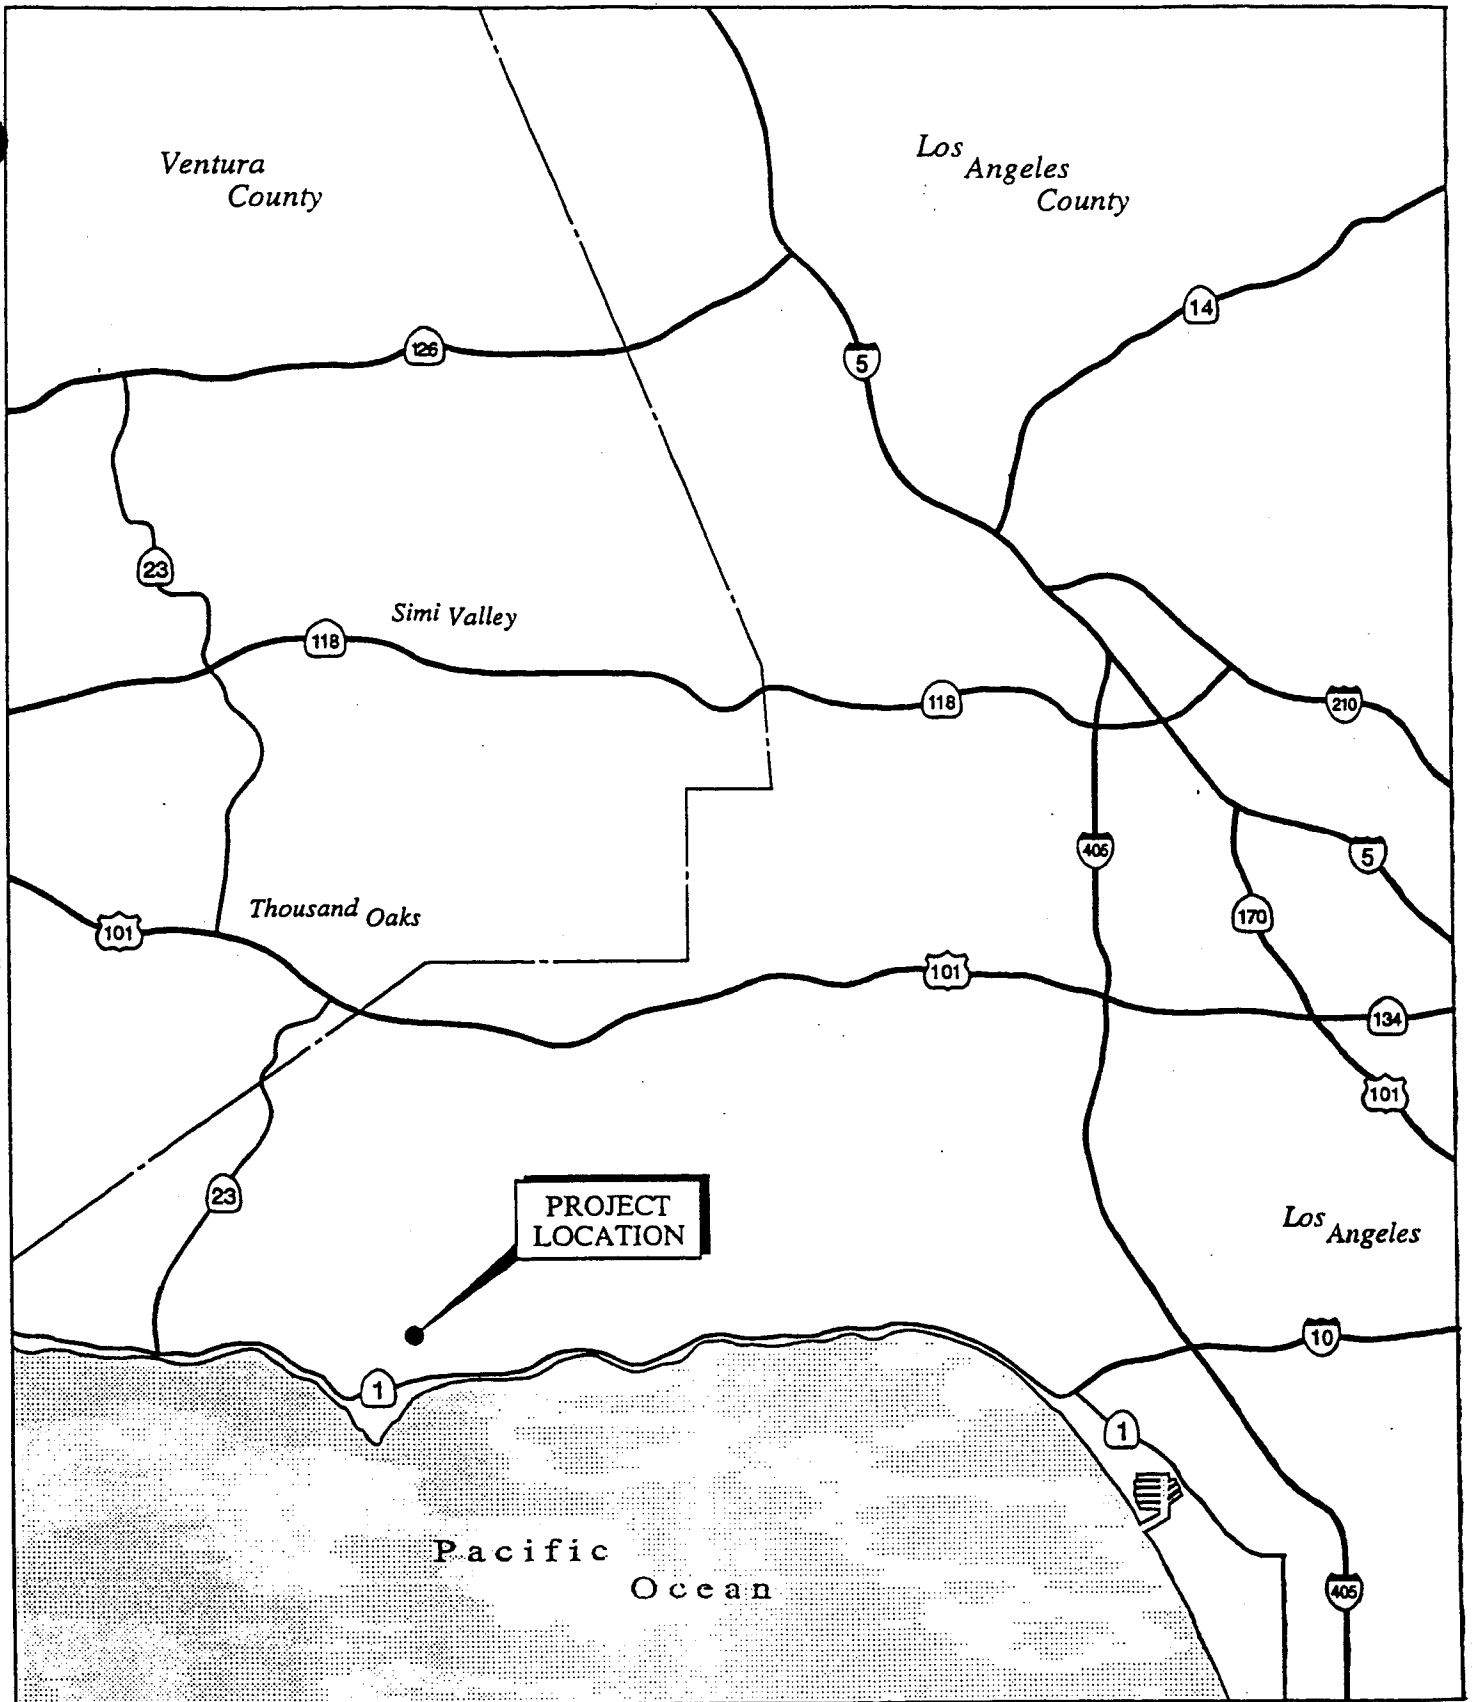 Ventura
County
Los
Angeles
County
14
126
5
23
Simi Valley
118
118
210
405
5
Thousand Oaks
101
170
101
134
101
23
PROJECT
LOCATION
Los
Angeles
10
1
1
Pacific
Ocean
405